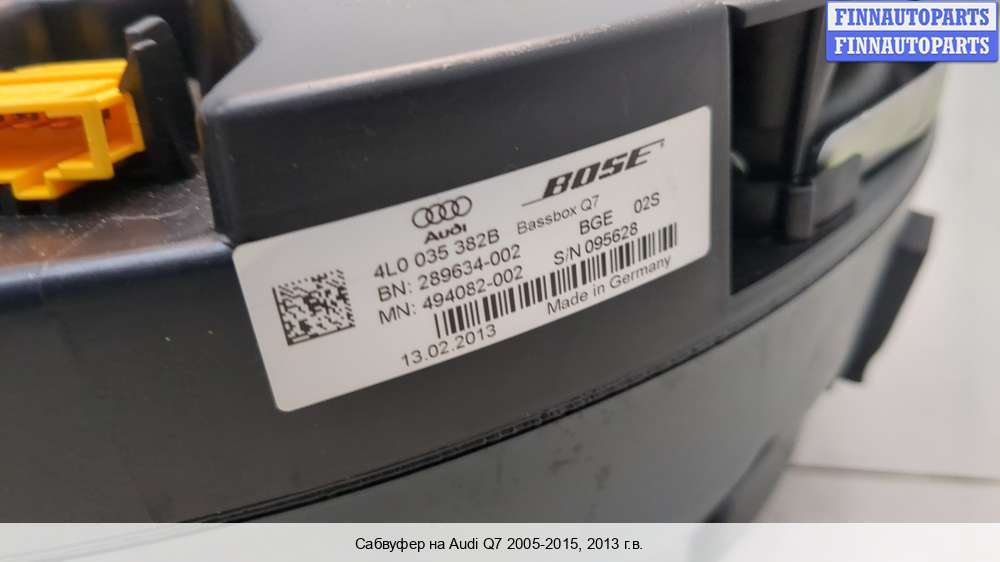 FINNAUTOPARTS
FINNAUTOPARTS
BOSE
Audi
Bassbox Q7
4L0 035 382B
BGE 02S
BN: 289634-002
S/N 095628
MN: 494082-002
Made in Germany
13.02.2013
Сабвуфер на Audi Q7 2005-2015, 2013 г.в.